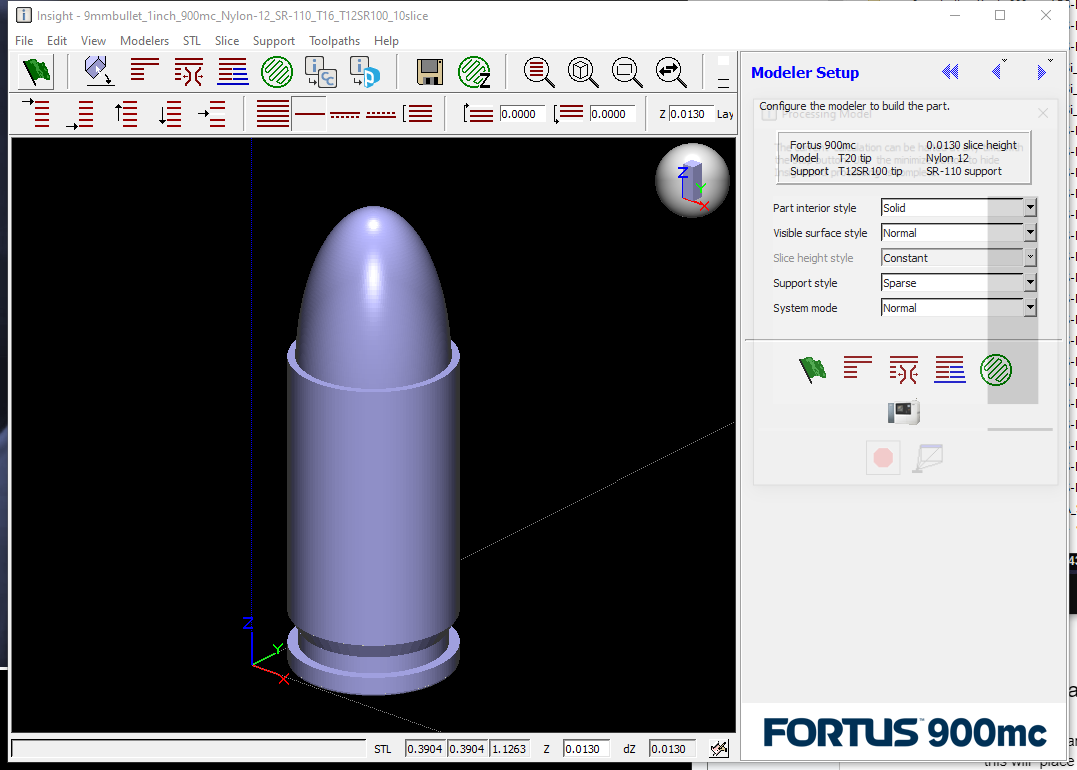 Insight - 9mmbullet_1inch_900mc_Nylon-12_SR-110_T16_T12SR100_10slice
File Edit View Modelers STL Slice Support Toolpaths Help
0.0000 0.0000 Z 0.0130 Lay
Modeler Setup
Configure the modeler to build the part.
Processing Model
Fortus 900mc 0.0130 slice height
Model T20 tip Nylon 12
Support T12SR100 tip SR-110 support
Part interior style Solid
Visible surface style Normal
Slice height style Constant
Support style Sparse
System mode Normal
Z
Y
X
Z
Y
X
FORTUS™ 900mc
STL 0.3904 0.3904 1.1263 Z 0.0130 dZ 0.0130
this will place